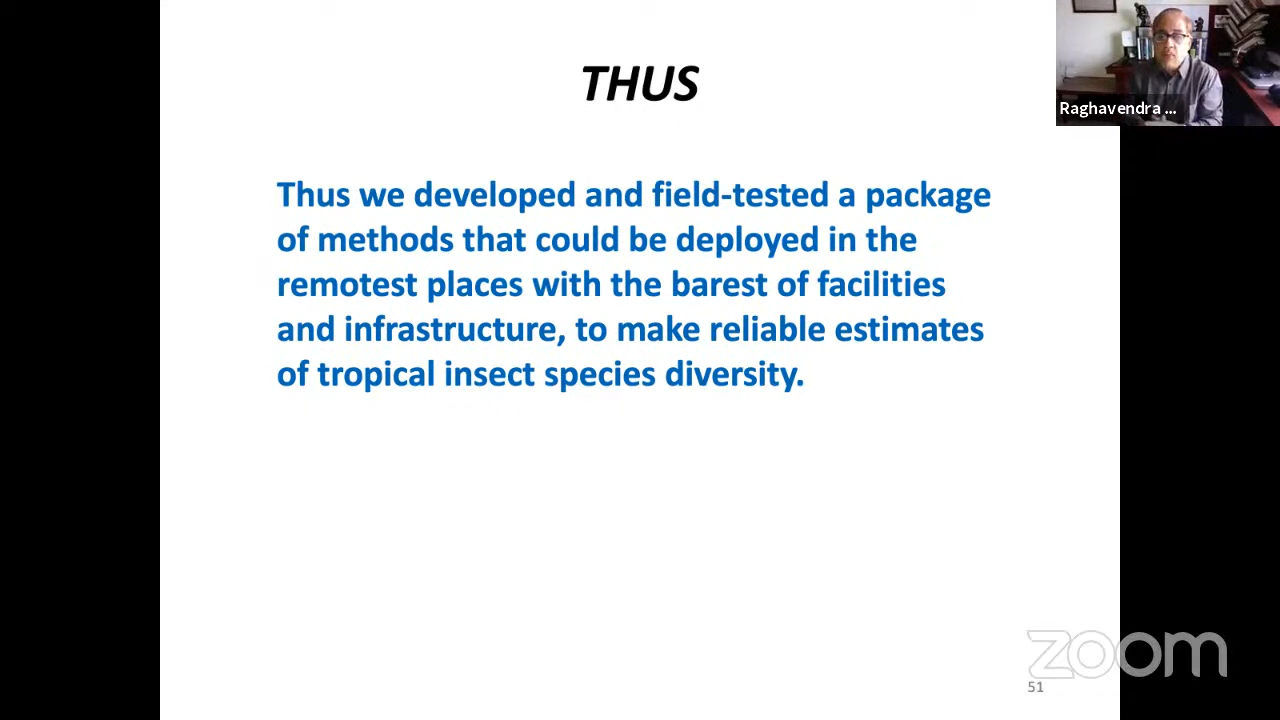 THUS
Raghavendra ...
Thus we developed and field-tested a package
of methods that could be deployed in the
remotest places with the barest of facilities
and infrastructure, to make reliable estimates
of tropical insect species diversity.
zoom
51